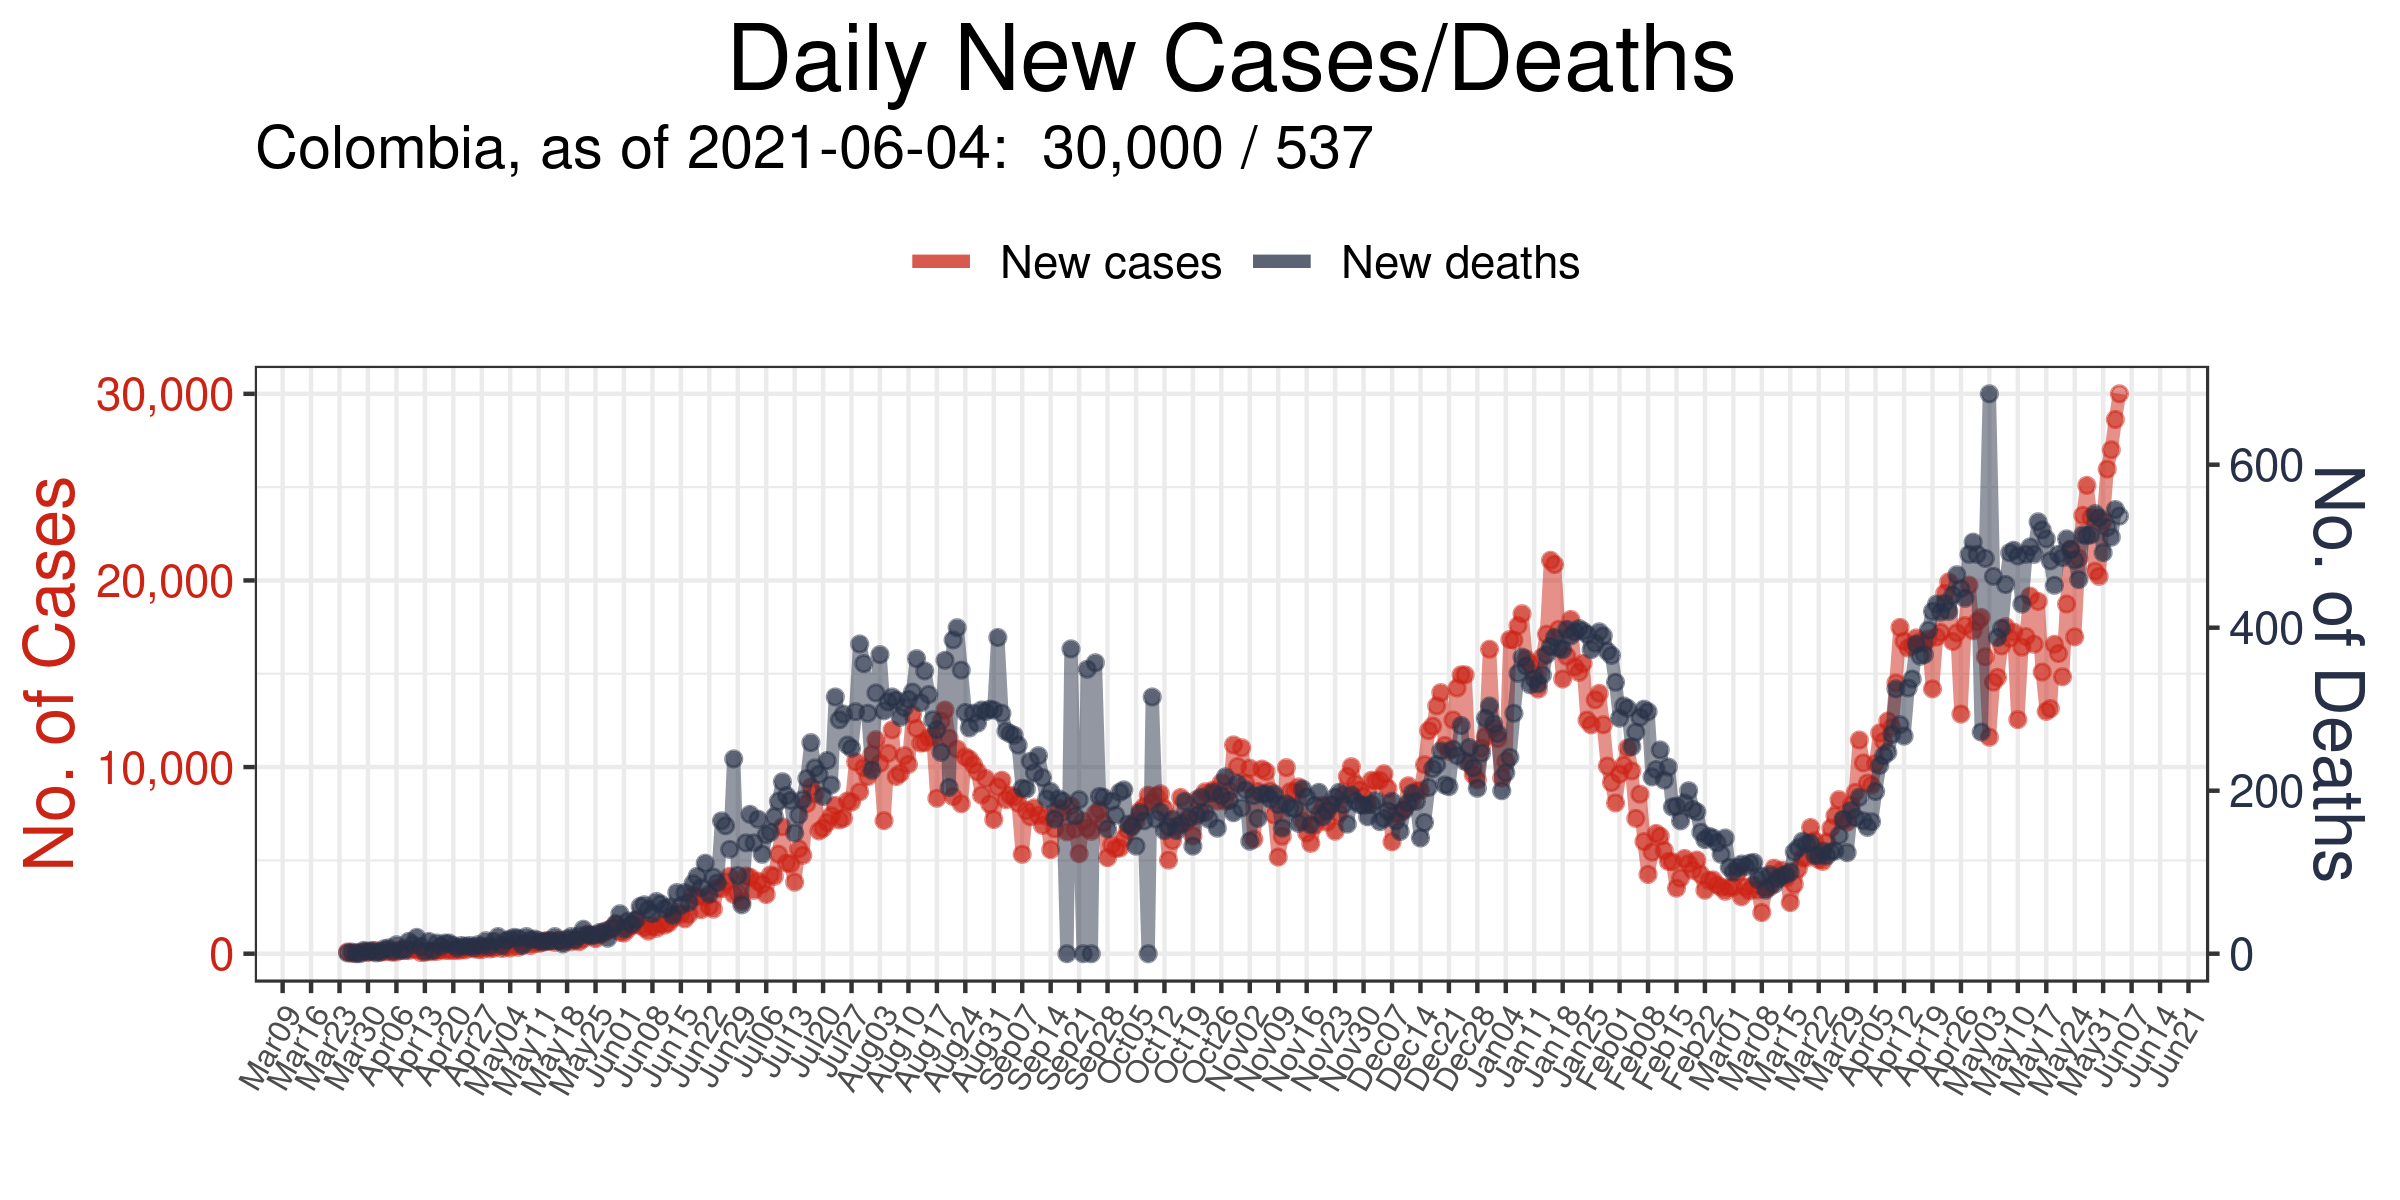 Daily New Cases/Deaths
Colombia, as of 2021-06-04:  30,000 / 537
New cases
New deaths
No. of Cases
30,000
20,000
10,000
0
600
400
200
0
No. of Deaths
Mar09
Mar16
Mar23
Mar30
Apr06
Apr13
Apr20
Apr27
May04
May11
May18
May25
Jun01
Jun08
Jun15
Jun22
Jun29
Jul06
Jul13
Jul20
Jul27
Aug03
Aug10
Aug17
Aug24
Aug31
Sep07
Sep14
Sep21
Sep28
Oct05
Oct12
Oct19
Oct26
Nov02
Nov09
Nov16
Nov23
Nov30
Dec07
Dec14
Dec21
Dec28
Jan04
Jan11
Jan18
Jan25
Feb01
Feb08
Feb15
Feb22
Mar01
Mar08
Mar15
Mar22
Mar29
Apr05
Apr12
Apr19
Apr26
May03
May10
May17
May24
May31
Jun07
Jun14
Jun21